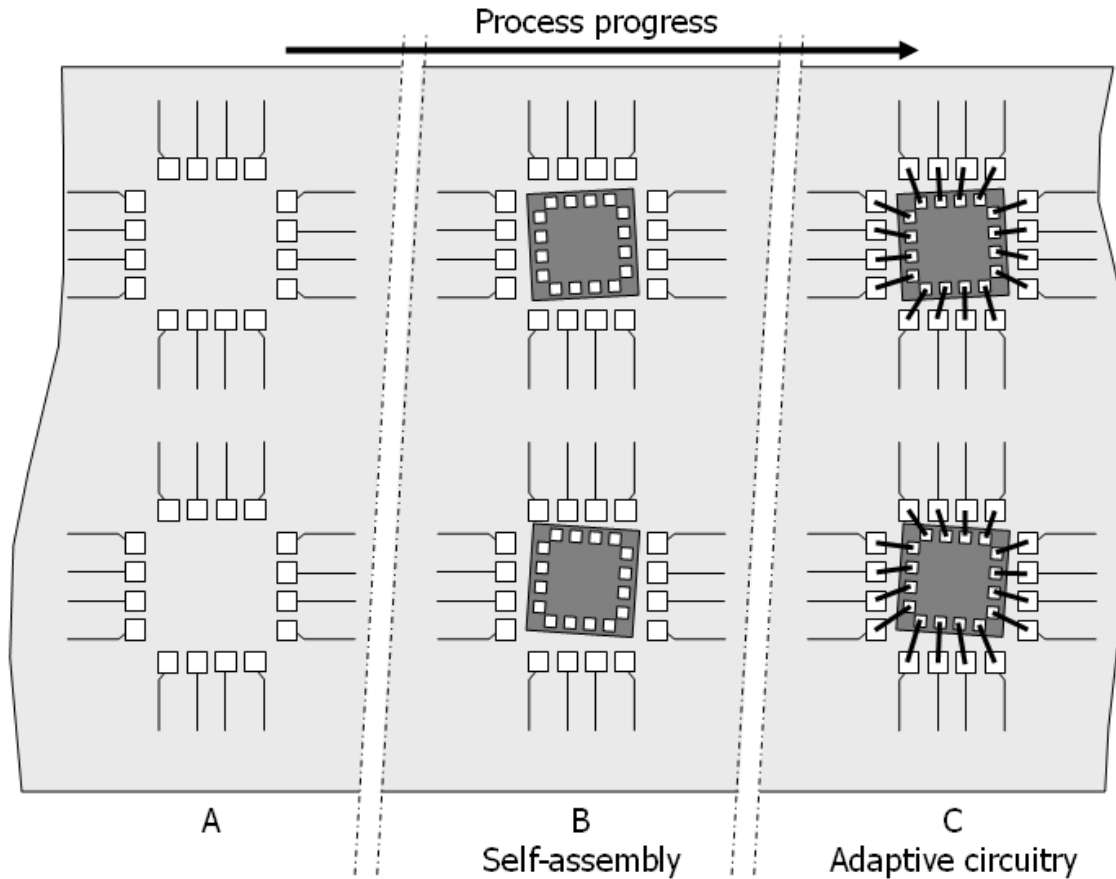 Process progress
A
B
C
Self-assembly
Adaptive circuitry